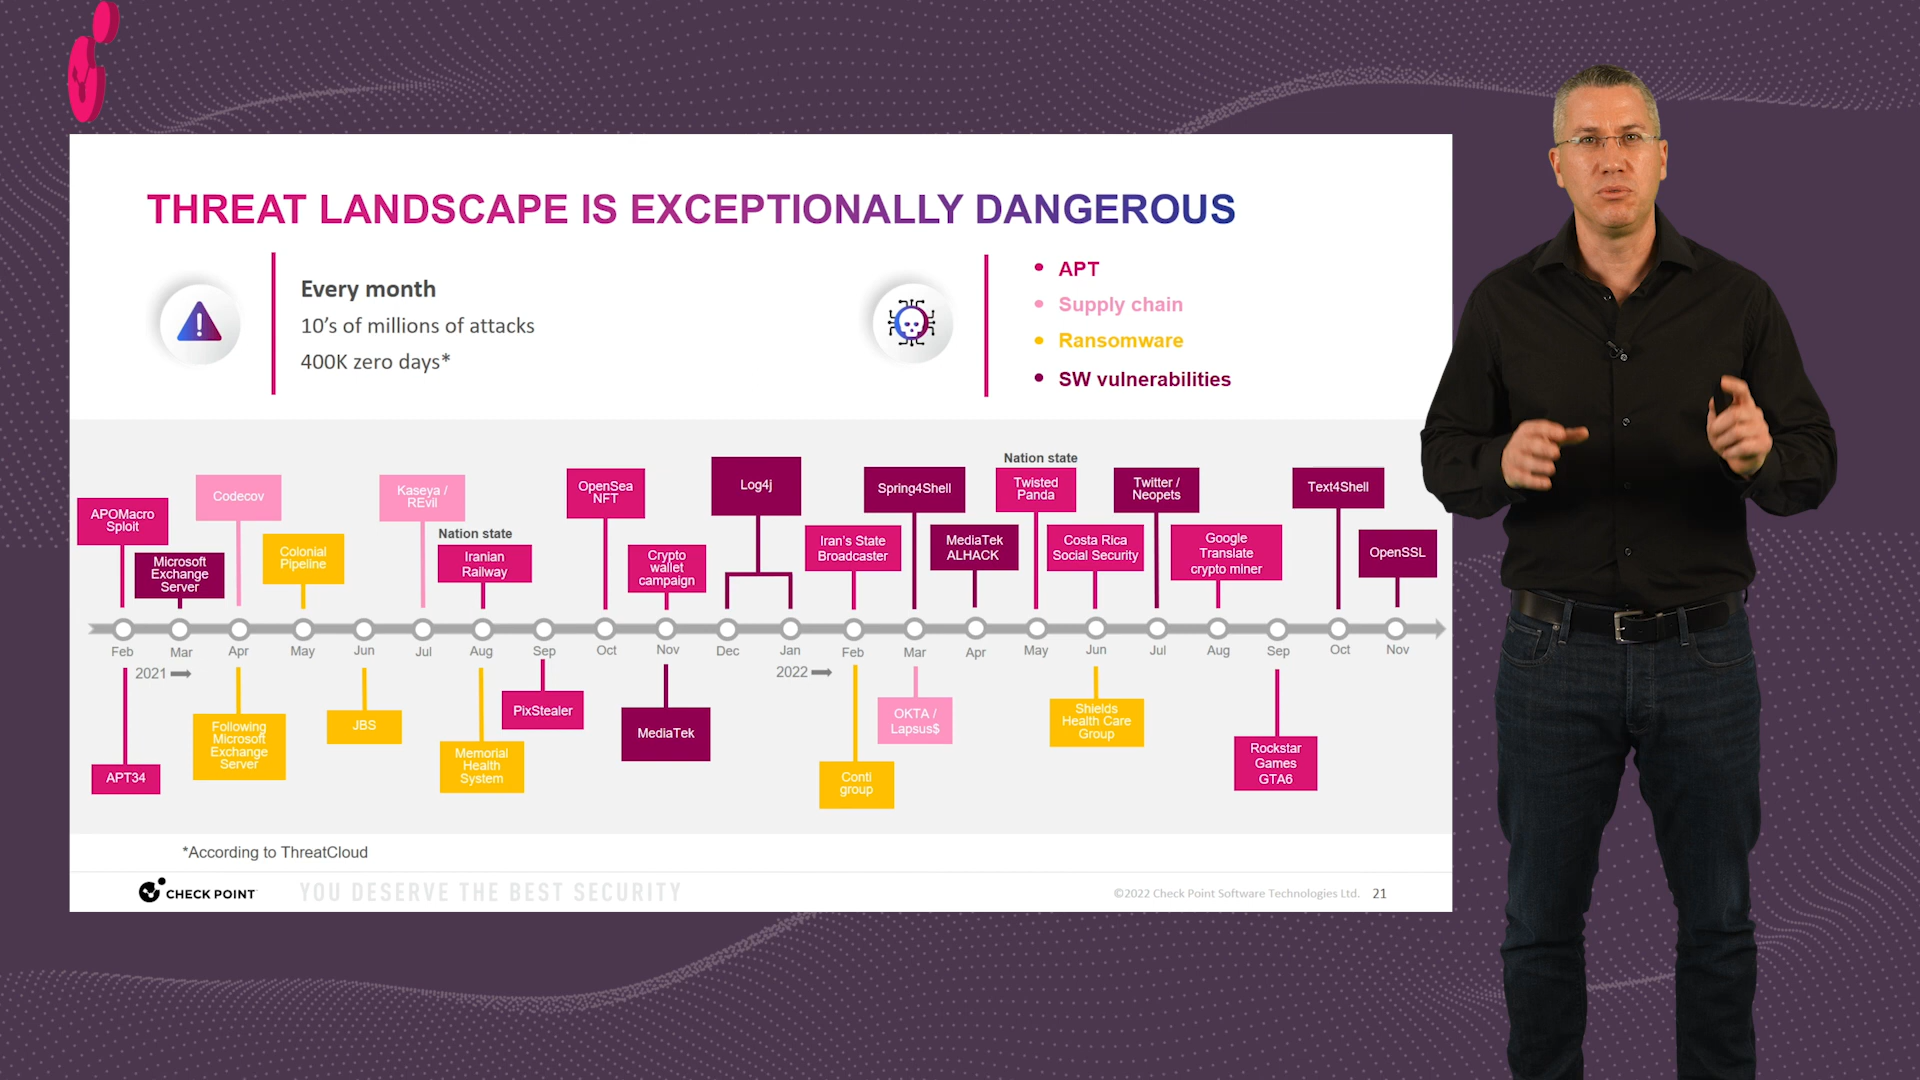 THREAT LANDSCAPE IS EXCEPTIONALLY DANGEROUS
Every month
10's of millions of attacks
400K zero days*
APT
Supply chain
Ransomware
SW vulnerabilities
APOMacro
Sploit
Microsoft
Exchange
Server
Codecov
Colonial
Pipeline
Kaseya /
REvil
Nation state
Iranian
Railway
OpenSea
NFT
Crypto
wallet
campaign
Log4j
Iran's State
Broadcaster
Spring4Shell
MediaTek
ALHACK
Nation state
Twisted
Panda
Costa Rica
Social Security
Twitter /
Neopets
Google
Translate
crypto miner
Text4Shell
OpenSSL
Feb Mar Apr May Jun Jul Aug Sep Oct Nov Dec Jan Feb Mar Apr May Jun Jul Aug Sep Oct Nov
2021
2022
APT34
Following
Microsoft
Exchange
Server
JBS
Memorial
Health
System
PixStealer
MediaTek
Conti
group
OKTA /
Lapsus$
Shields
Health Care
Group
Rockstar
Games
GTA6
*According to ThreatCloud
CHECK POINT
YOU DESERVE THE BEST SECURITY
©2022 Check Point Software Technologies Ltd. 21